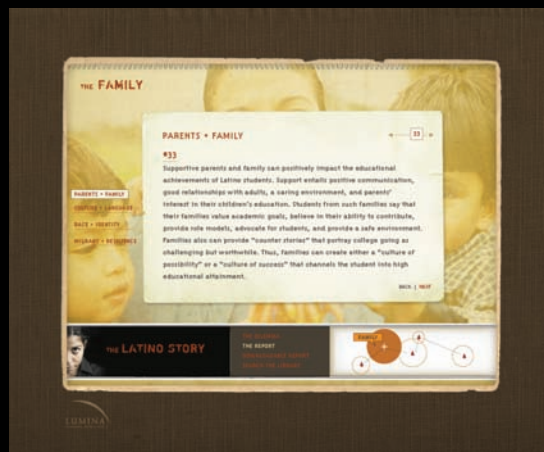 THE FAMILY
PARENTS + FAMILY
33
#33
Supportive parents and family can positively impact the educational
achievements of Latino students. Support entails positive communication,
good relationships with adults, a caring environment, and parents'
interest in their children's education. Students from such families say that
their families value academic goals, believe in their ability to contribute,
provide role models, advocate for students, and provide a safe environment.
Families also can provide "counter stories" that portray college going as
challenging but worthwhile. Thus, families can create either a "culture of
possibility" or a "culture of success" that channels the student into high
educational attainment.
BACK | NEXT
PARENTS + FAMILY
CULTURE + LANGUAGE
RACE + IDENTITY
MIGRANT + RESILIENCE
THE LATINO STORY
THE REPORT
FAMILY
LUMINA